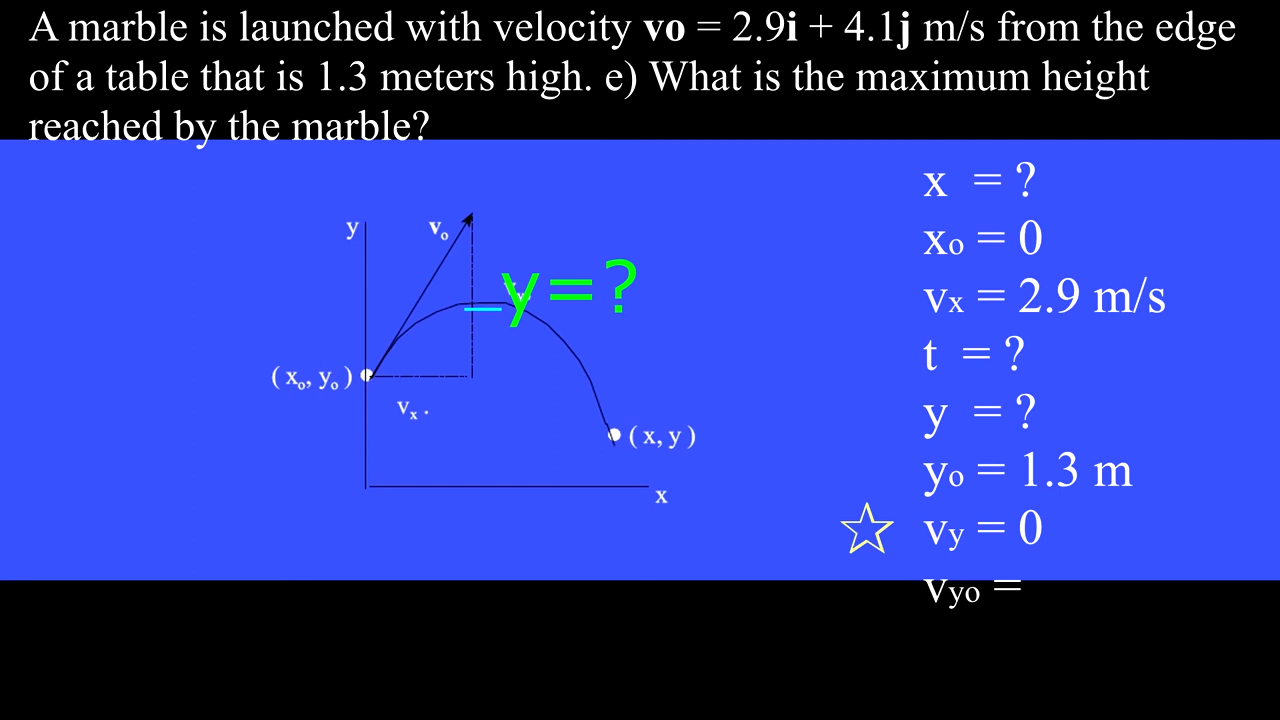 A marble is launched with velocity vo = 2.9i + 4.1j m/s from the edge
of a table that is 1.3 meters high. e) What is the maximum height
reached by the marble?
x = ?
xo = 0
vx = 2.9 m/s
t = ?
y = ?
yo = 1.3 m
vy = 0
vyo =
y
vo
_y=?
( xo, yo )
vx .
( x, y )
x